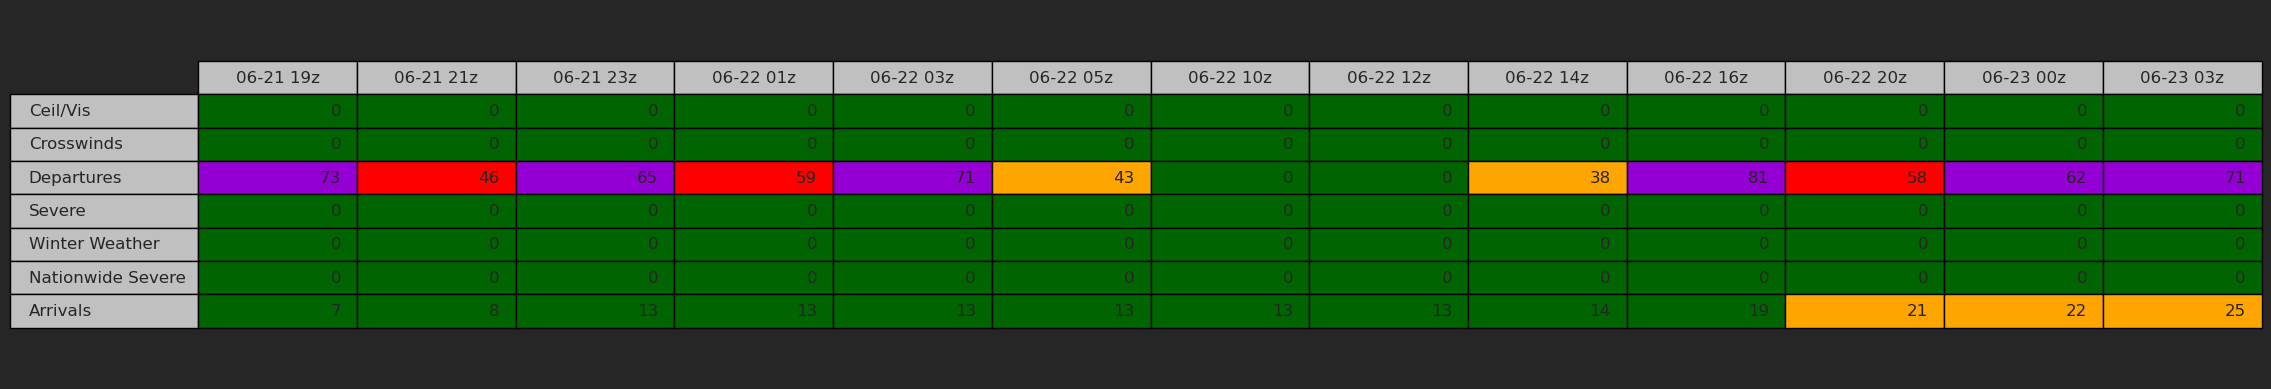 06-21 19z 06-21 21z 06-21 23z 06-22 01z 06-22 03z 06-22 05z 06-22 10z 06-22 12z 06-22 14z 06-22 16z 06-22 20z 06-23 00z 06-23 03z
Ceil/Vis 0 0 0 0 0 0 0 0 0 0 0 0 0
Crosswinds 0 0 0 0 0 0 0 0 0 0 0 0 0
Departures 73 46 65 59 71 43 0 0 38 81 58 62 71
Severe 0 0 0 0 0 0 0 0 0 0 0 0 0
Winter Weather 0 0 0 0 0 0 0 0 0 0 0 0 0
Nationwide Severe 0 0 0 0 0 0 0 0 0 0 0 0 0
Arrivals 7 8 13 13 13 13 13 13 14 19 21 22 25